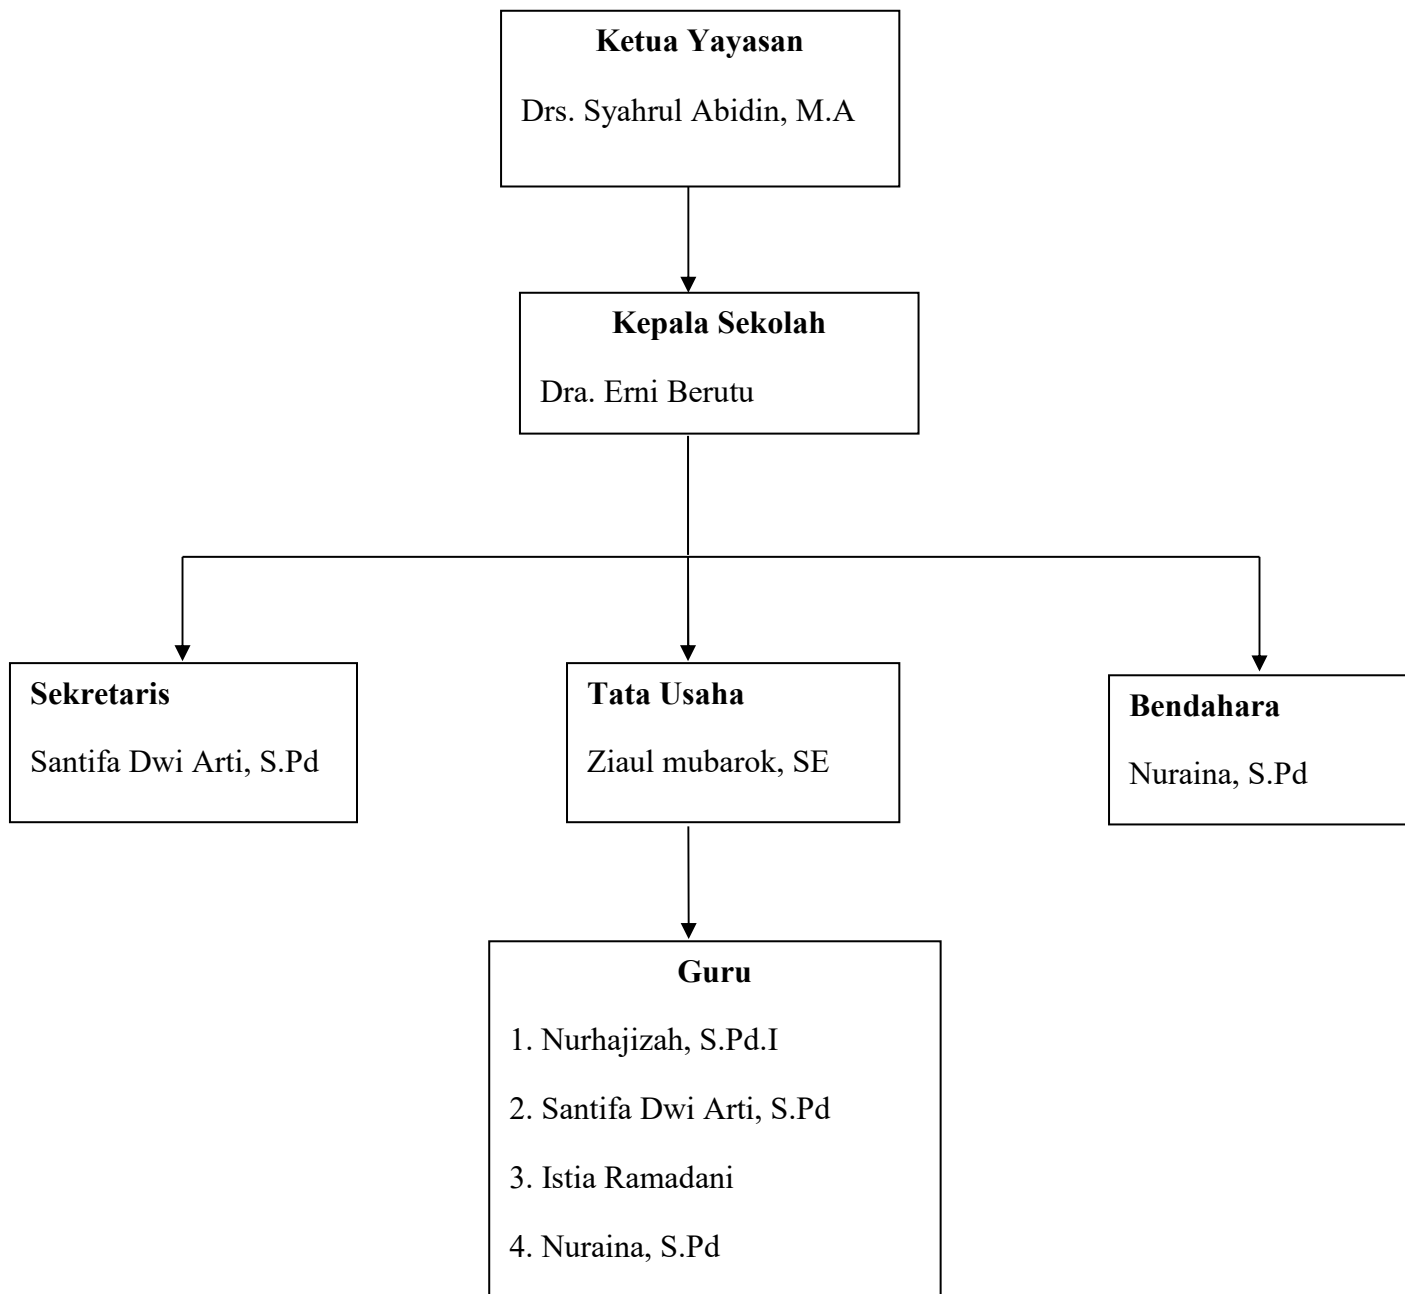 Ketua Yayasan
Drs. Syahrul Abidin, M.A
Kepala Sekolah
Dra. Erni Berutu
Sekretaris
Santifa Dwi Arti, S.Pd
Tata Usaha
Ziaul mubarok, SE
Bendahara
Nuraina, S.Pd
Guru
1. Nurhajizah, S.Pd.I
2. Santifa Dwi Arti, S.Pd
3. Istia Ramadani
4. Nuraina, S.Pd